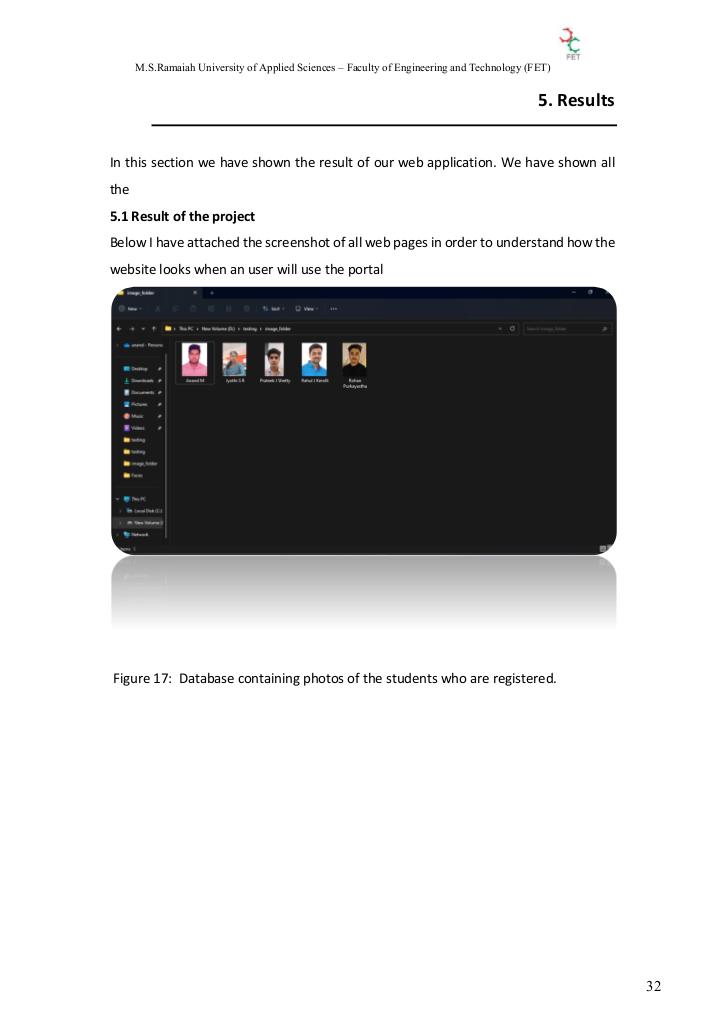 FET
M.S.Ramaiah University of Applied Sciences – Faculty of Engineering and Technology (FET)
5. Results
In this section we have shown the result of our web application. We have shown all
the
5.1 Result of the project
Below I have attached the screenshot of all web pages in order to understand how the
website looks when an user will use the portal
image_folder
New
Sort
View
This PC
New Volume (D:)
testing
image_folder
Search image_folder
anand - Persona
Desktop
Downloads
Documents
Pictures
Music
Videos
testing
testing
image_folder
Faces
This PC
Local Disk (C:)
New Volume (
Network
Anand M
Jyothi S R
Prateek J Shetty
Rahul J Karolli
Rohan
Purkayastha
Figure 17: Database containing photos of the students who are registered.
32